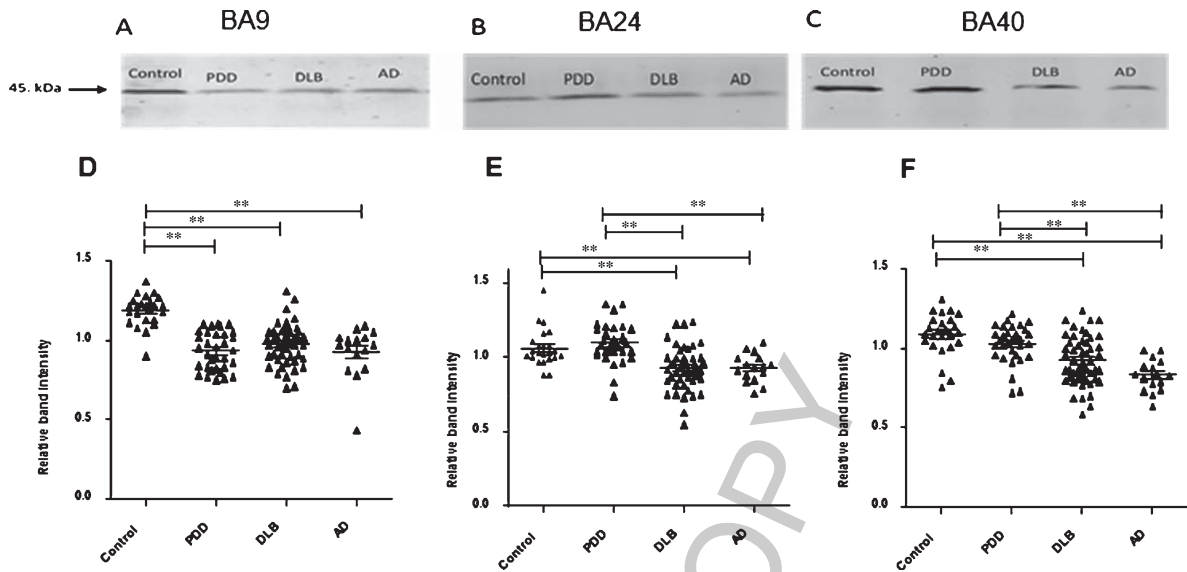 A BA9 B BA24 C BA40
Control PDD DLB AD
Control PDD DLB AD
Control PDD DLB AD
45. kDa
D
E
F
**
**
**
1.5
1.0
0.5
0.0
Relative band intensity
Control PDD DLB AD
**
**
**
**
1.5
1.0
0.5
0.0
Relative band intensity
Control PDD DLB AD
**
**
**
**
1.5
1.0
0.5
0.0
Relative band intensity
Control PDD DLB AD
OPY